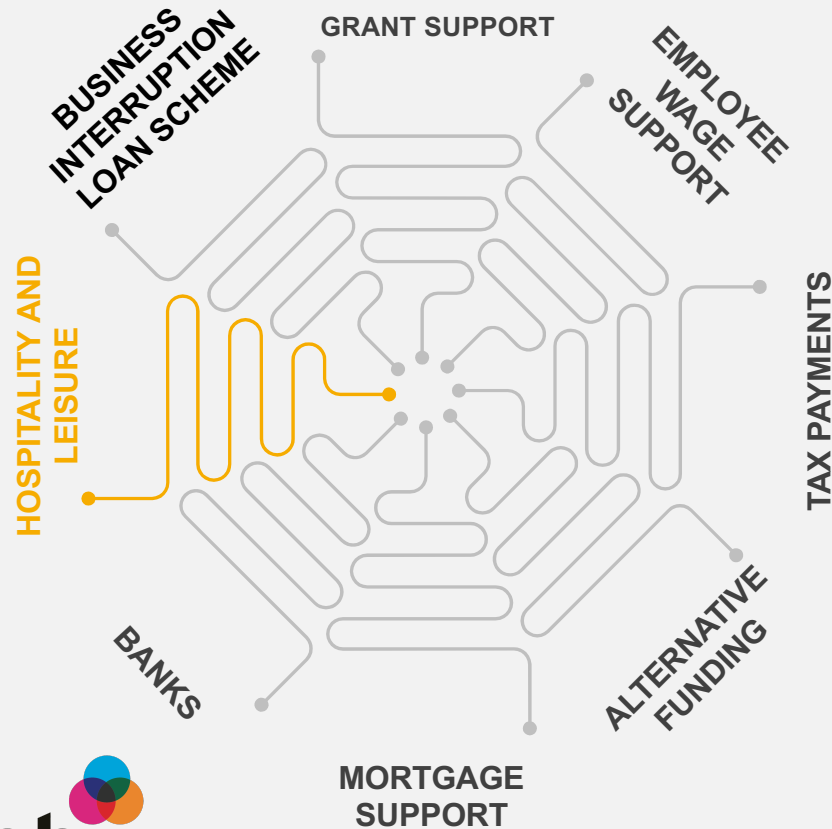 GRANT SUPPORT
BUSINESS
INTERRUPTION
LOAN SCHEME
EMPLOYEE
WAGE
SUPPORT
HOSPITALITY AND
LEISURE
TAX PAYMENTS
BANKS
ALTERNATIVE
FUNDING
MORTGAGE
SUPPORT